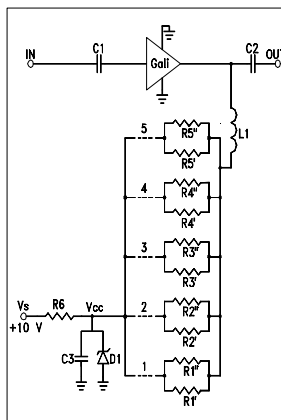 IN
C1
Gali
C2
OUT
L1
5
R5"
R5'
4
R4"
R4'
3
R3"
R3'
Vs
R6
Vcc
2
R2"
R2'
+10 V
C3
D1
1
R1"
R1'